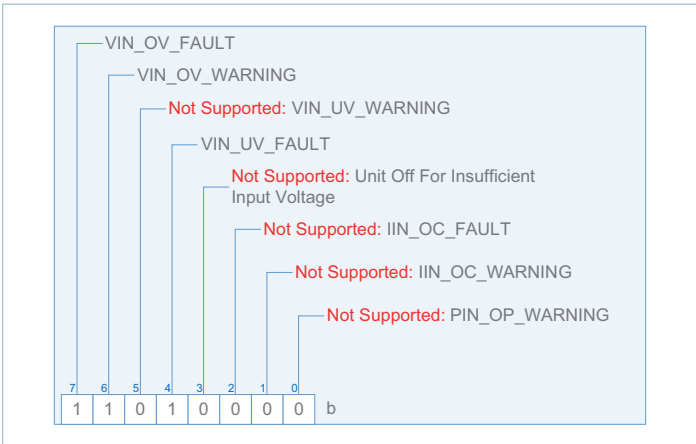 VIN_OV_FAULT
VIN_OV_WARNING
Not Supported: VIN_UV_WARNING
VIN_UV_FAULT
Not Supported: Unit Off For Insufficient
Input Voltage
Not Supported: IIN_OC_FAULT
Not Supported: IIN_OC_WARNING
Not Supported: PIN_OP_WARNING
7 6 5 4 3 2 1 0
1 1 0 1 0 0 0 0 b